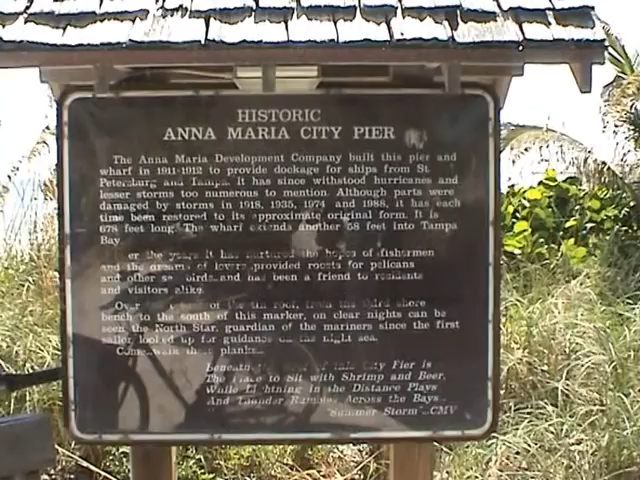 HISTORIC
ANNA MARIA CITY PIER
The Anna Maria Development Company built this pier and
wharf in 1911-1912 to provide dockage for ships from St.
Petersburg and Tampa. It has since withstood hurricanes and
lesser storms too numerous to mention. Although parts were
damaged by storms in 1918, 1935, 1974 and 1988, it has each
time been restored to its approximate original form. It is
678 feet long. The wharf extends another 58 feet into Tampa
Bay
er the years it has nurtured the hopes of fishermen
and the dreams of lovers provided roosts for pelicans
and other birds and has been a friend to residents
and visitors alike.
Over the of the tin roof, from the third shore
bench to the south of this marker, on clear nights can be
seen the North Star, guardian of the mariners since the first
sailor looked up for guidance on the night sea.
Come...walk these planks...
Beneath the of this City Pier is
The Place to Sit with Shrimp and Beer,
While Lightning in the Distance Plays
And Thunder Rumbles Across the Bays...
"Summer Storm"...CMV